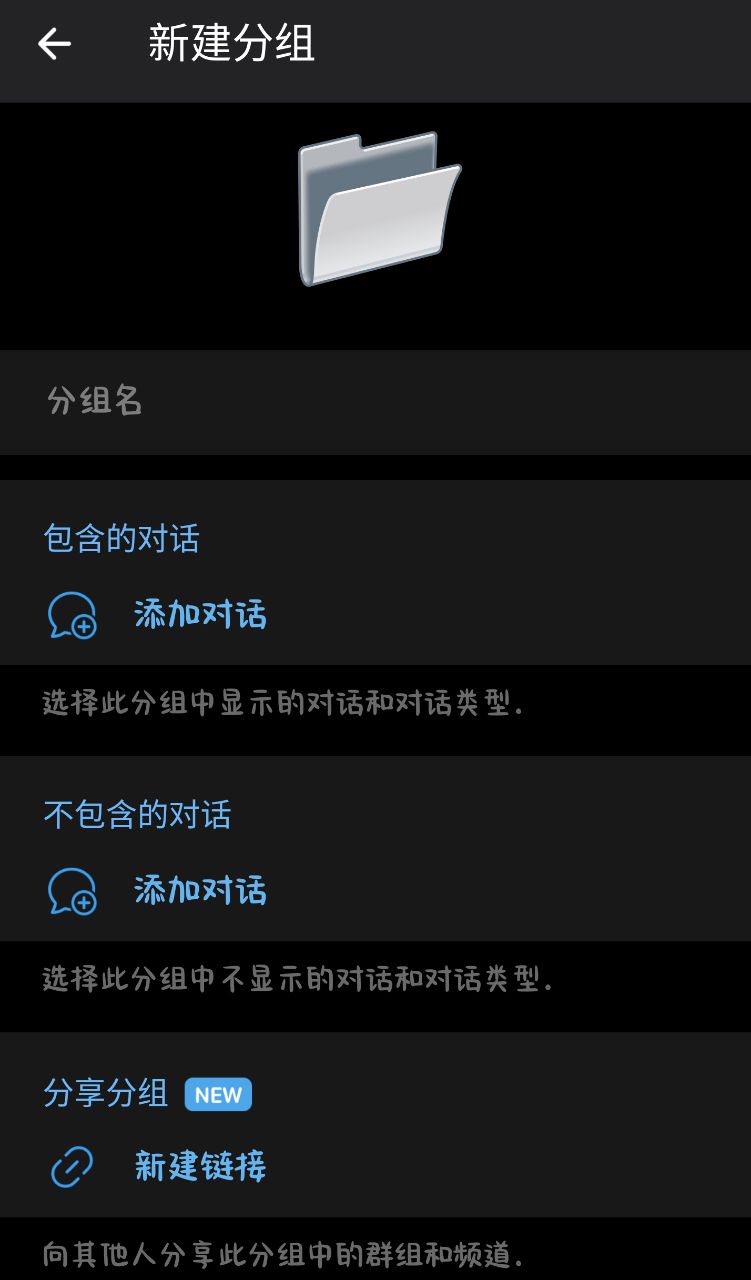 新建分组
分组名
包含的对话
添加对话
选择此分组中显示的对话和对话类型.
不包含的对话
添加对话
选择此分组中不显示的对话和对话类型.
分享分组 NEW
新建链接
向其他人分享此分组中的群组和频道.